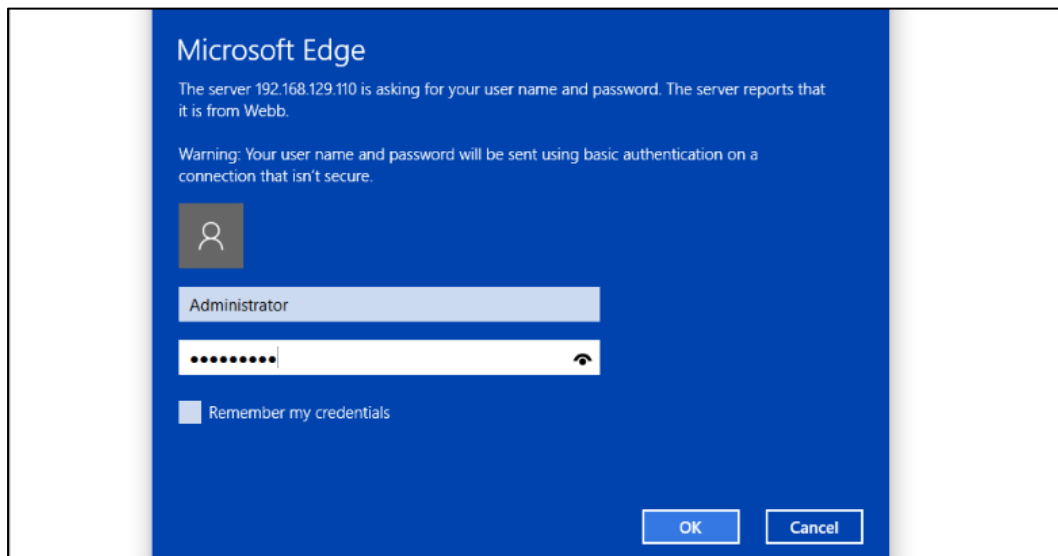 Microsoft Edge
The server 192.168.129.110 is asking for your user name and password. The server reports that
it is from Webb.
Warning: Your user name and password will be sent using basic authentication on a
connection that isn't secure.
Administrator
•••••••••
Remember my credentials
OK
Cancel